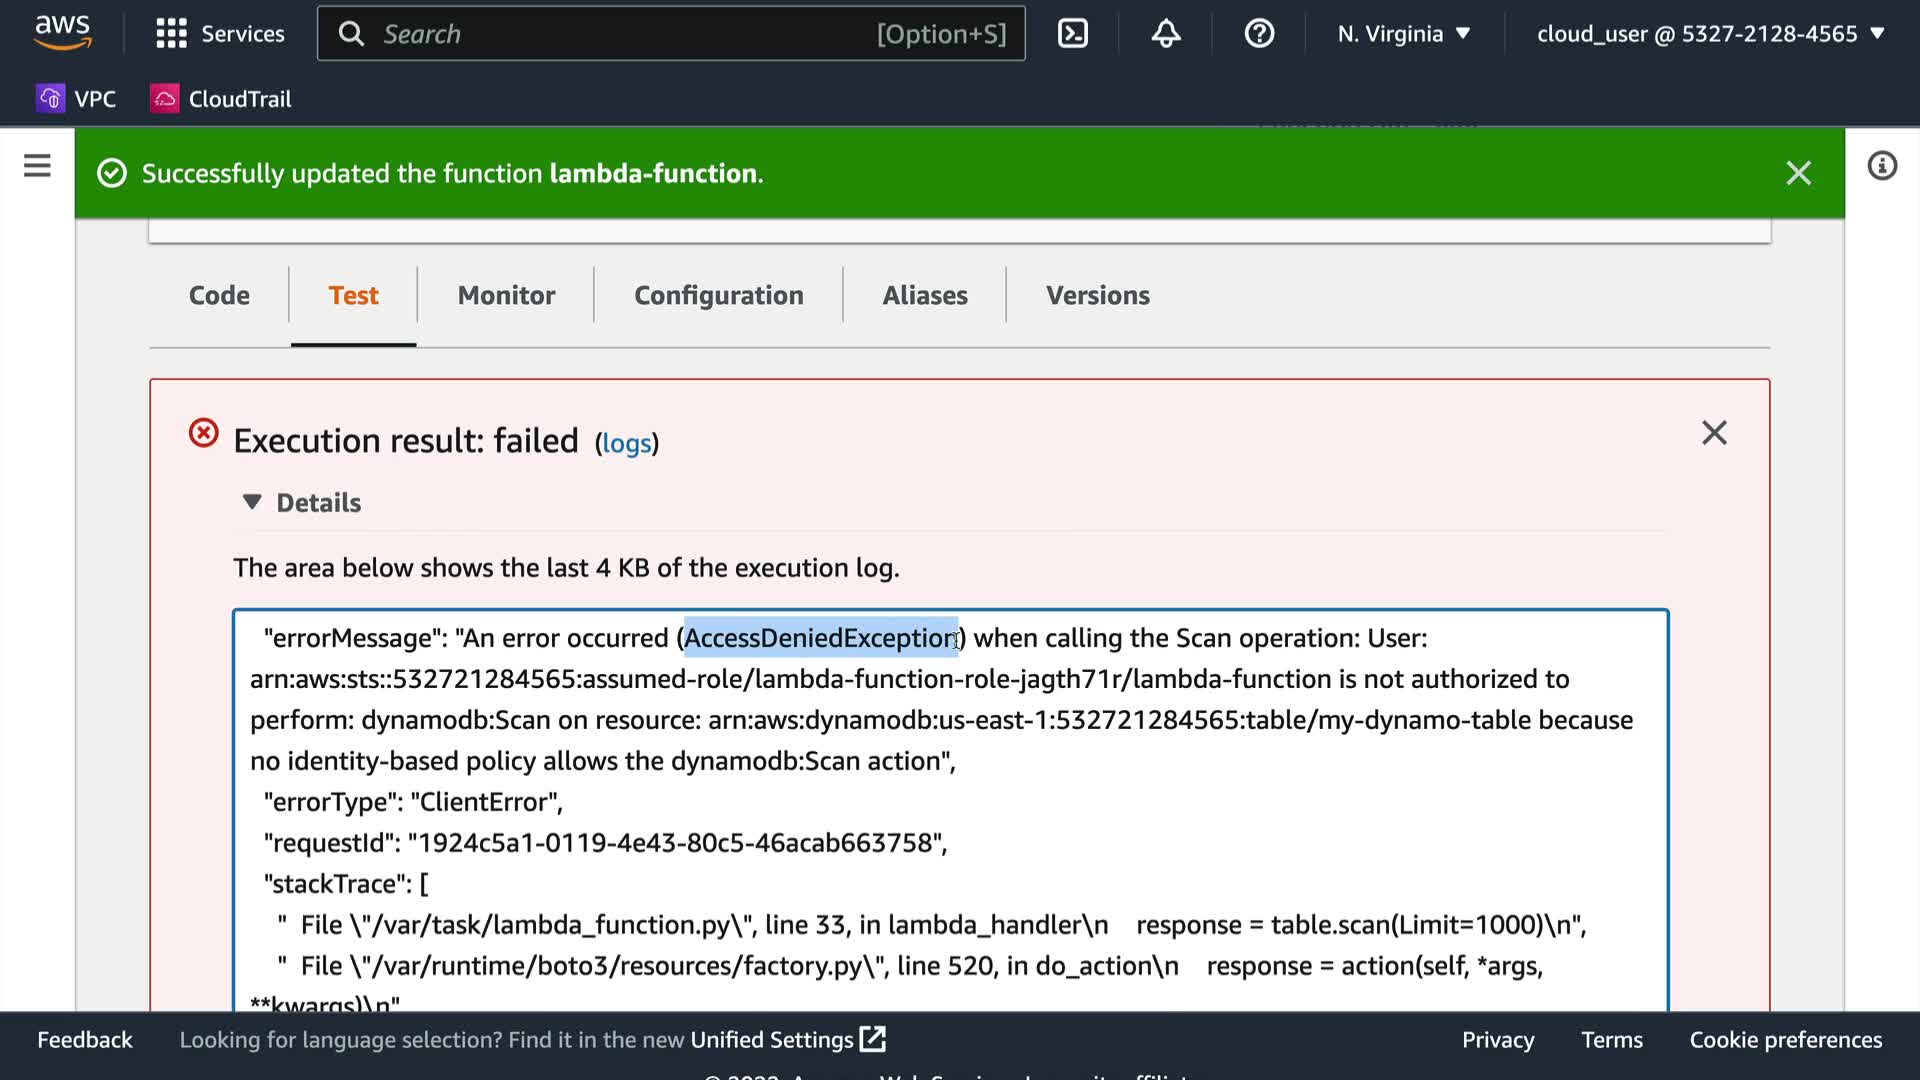 aws
Services
Search
[Option+S]
N. Virginia
cloud_user @ 5327-2128-4565
VPC
CloudTrail
Successfully updated the function lambda-function.
Code
Test
Monitor
Configuration
Aliases
Versions
Execution result: failed (logs)
Details
The area below shows the last 4 KB of the execution log.
"errorMessage": "An error occurred (AccessDeniedException) when calling the Scan operation: User:
arn:aws:sts::532721284565:assumed-role/lambda-function-role-jagth71r/lambda-function is not authorized to
perform: dynamodb:Scan on resource: arn:aws:dynamodb:us-east-1:532721284565:table/my-dynamo-table because
no identity-based policy allows the dynamodb:Scan action",
"errorType": "ClientError",
"requestId": "1924c5a1-0119-4e43-80c5-46acab663758",
"stackTrace": [
"  File \"/var/task/lambda_function.py\", line 33, in lambda_handler\n    response = table.scan(Limit=1000)\n",
"  File \"/var/runtime/boto3/resources/factory.py\", line 520, in do_action\n    response = action(self, *args,
**kwargs)\n"
Feedback
Looking for language selection? Find it in the new Unified Settings
Privacy
Terms
Cookie preferences